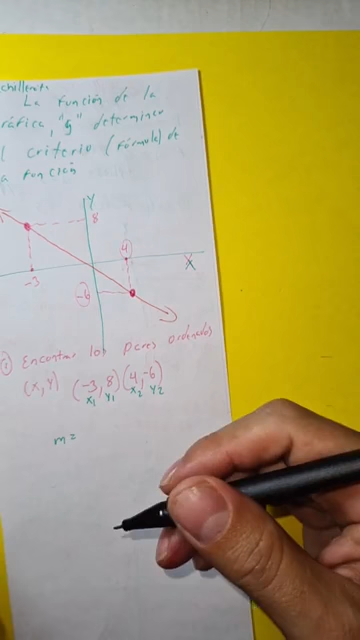 La función de la
ráfica, "g" determine
l criterio (fórmula) de
a función
Y
8
4
X
-3
-6
① Encontrar los pares ordenados
(x, y) (-3, 8) (4, -6)
x₁ y₁ x₂ y₂
m =